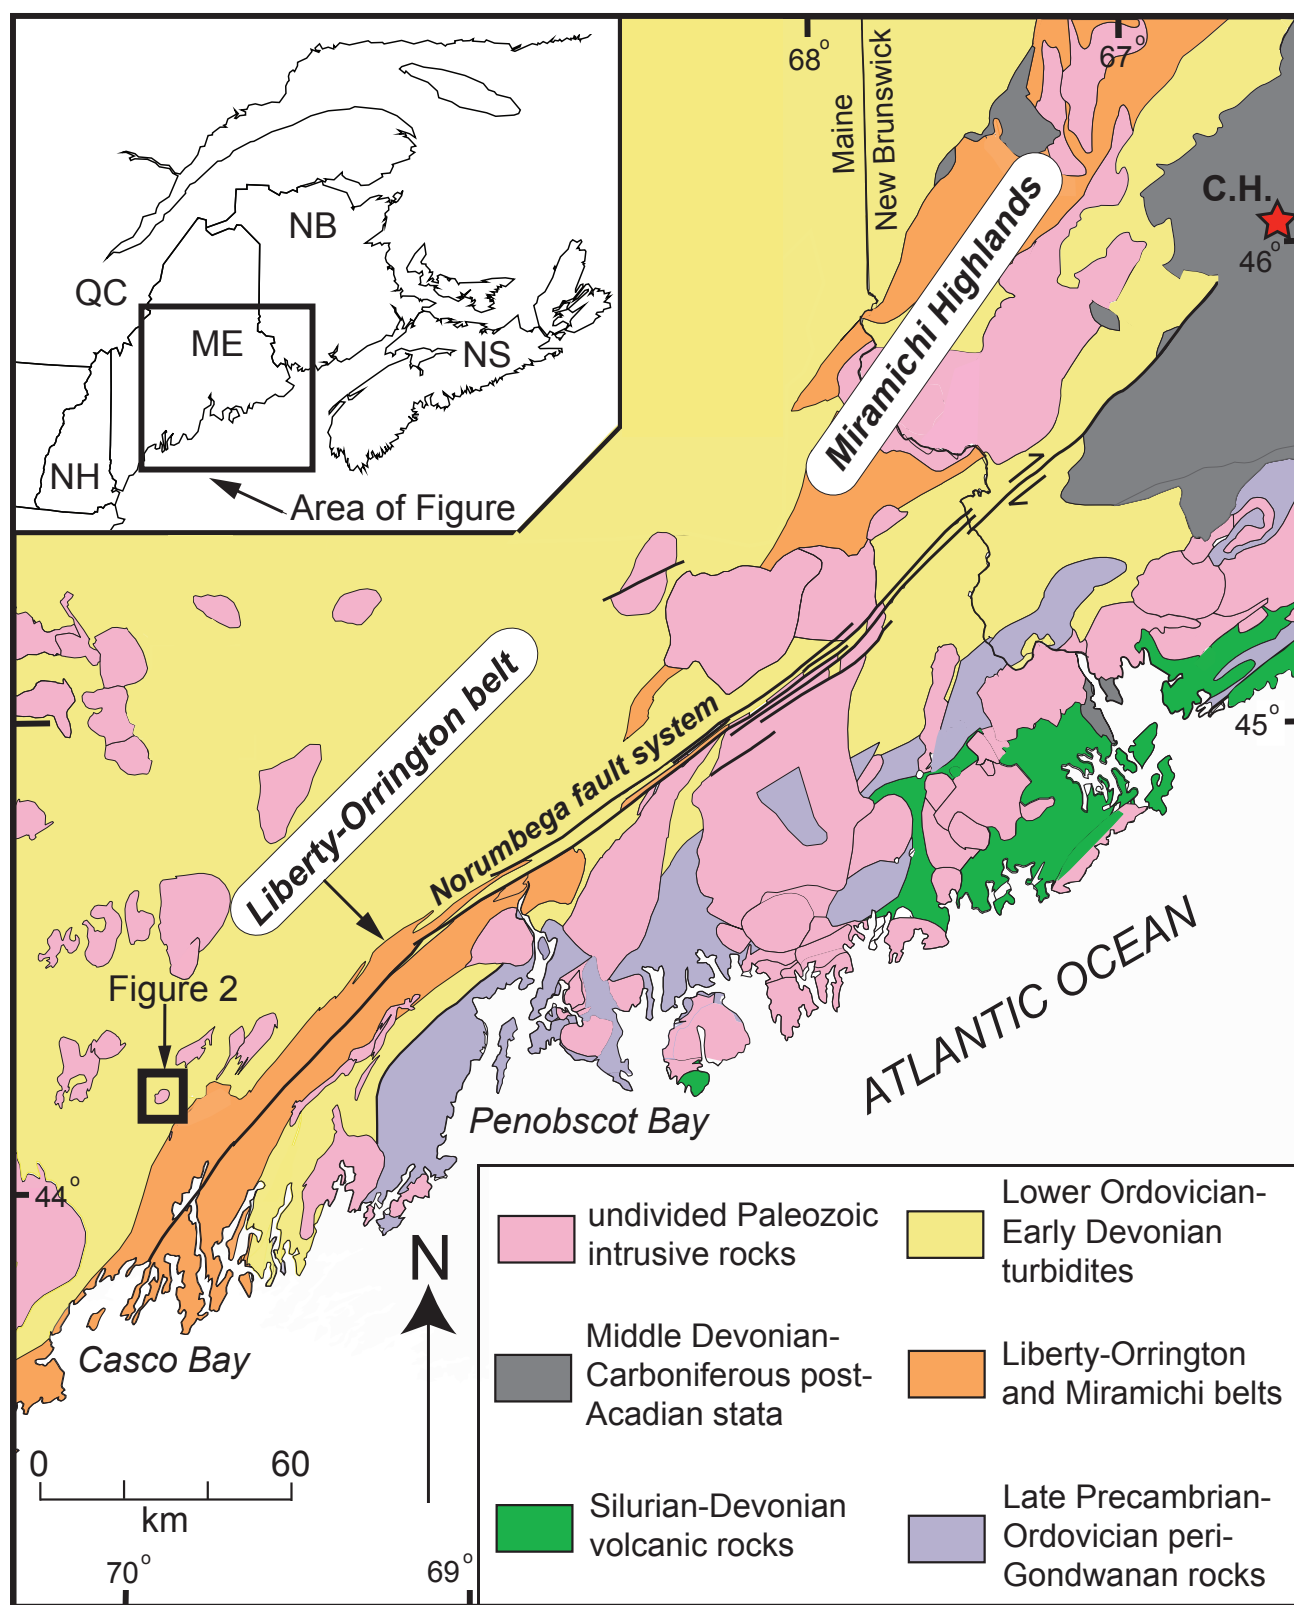 QC
NB
ME
NS
NH
Area of Figure
68°
67°
Maine
New Brunswick
C.H.
46°
Miramichi Highlands
Liberty-Orrington belt
Norumbega fault system
45°
Figure 2
ATLANTIC OCEAN
Penobscot Bay
44°
Casco Bay
N
0 60
km
70°
69°
undivided Paleozoic
intrusive rocks
Middle Devonian-
Carboniferous post-
Acadian stata
Silurian-Devonian
volcanic rocks
Lower Ordovician-
Early Devonian
turbidites
Liberty-Orrington
and Miramichi belts
Late Precambrian-
Ordovician peri-
Gondwanan rocks